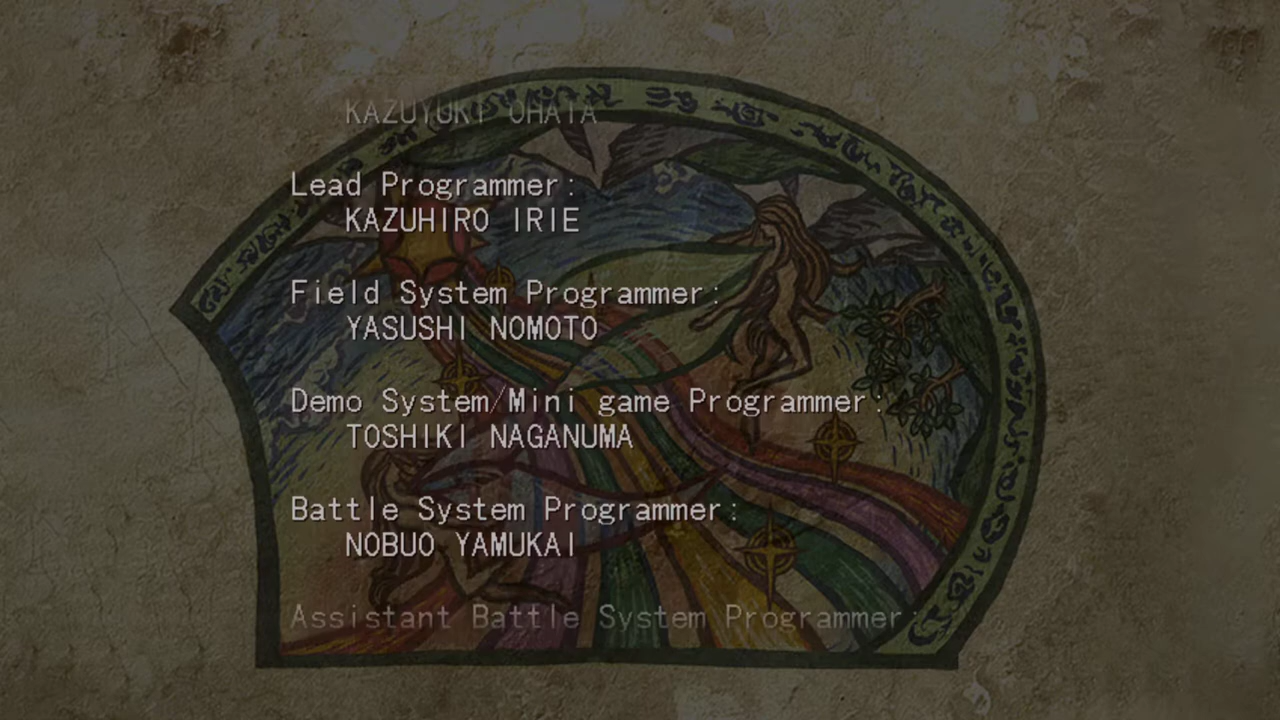 KAZUYUKI OHATA
Lead Programmer:
KAZUHIRO IRIE
Field System Programmer:
YASUSHI NOMOTO
Demo System/Mini game Programmer:
TOSHIKI NAGANUMA
Battle System Programmer:
NOBUO YAMUKAI
Assistant Battle System Programmer: